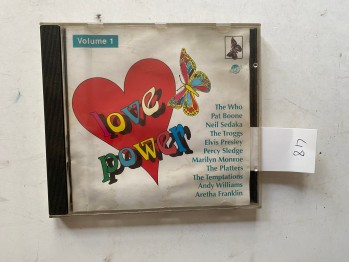 Volume 1
love
power
The Who
Pat Boone
Neil Sedaka
The Troggs
Elvis Presley
Percy Sledge
Marilyn Monroe
The Platters
The Temptations
Andy Williams
Aretha Franklin